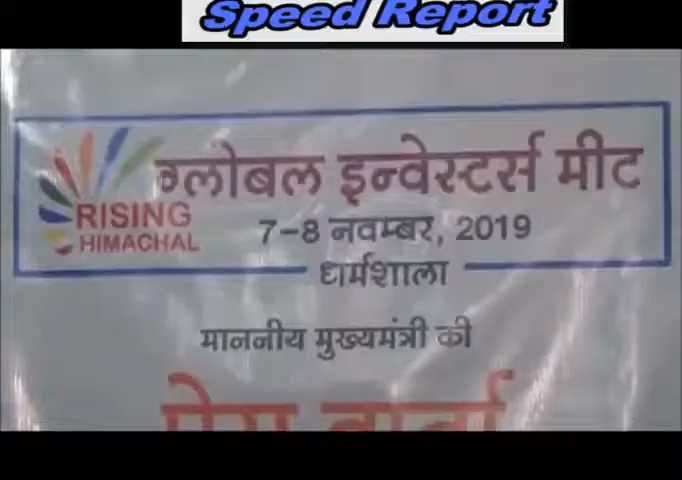 Speed Report
ग्लोबल इन्वेस्टर्स मीट
RISING
HIMACHAL
7-8 नवम्बर, 2019
धर्मशाला
माननीय मुख्यमंत्री की
प्रेस वार्ता